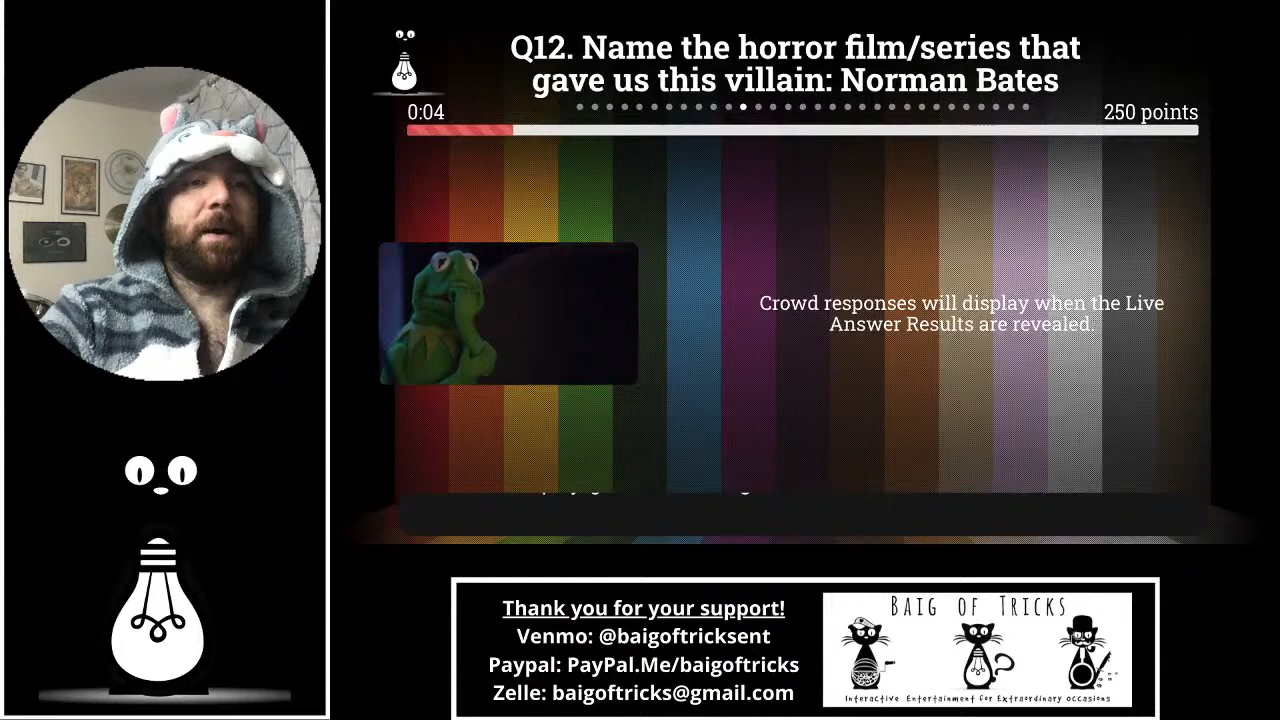 Q12. Name the horror film/series that
gave us this villain: Norman Bates
0:04
250 points
Crowd responses will display when the Live
Answer Results are revealed.
Thank you for your support!
Venmo: @baigoftricksent
Paypal: PayPal.Me/baigoftricks
Zelle: baigoftricks@gmail.com
BAIG OF TRICKS
Interactive Entertainment for Extraordinary occasions